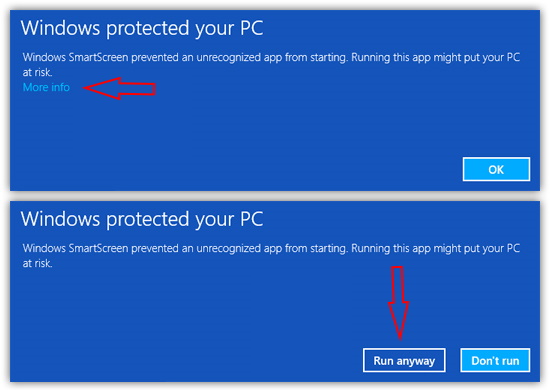 Windows protected your PC
Windows SmartScreen prevented an unrecognized app from starting. Running this app might put your PC
at risk.
More info
OK
Windows protected your PC
Windows SmartScreen prevented an unrecognized app from starting. Running this app might put your PC
at risk.
Run anyway
Don't run